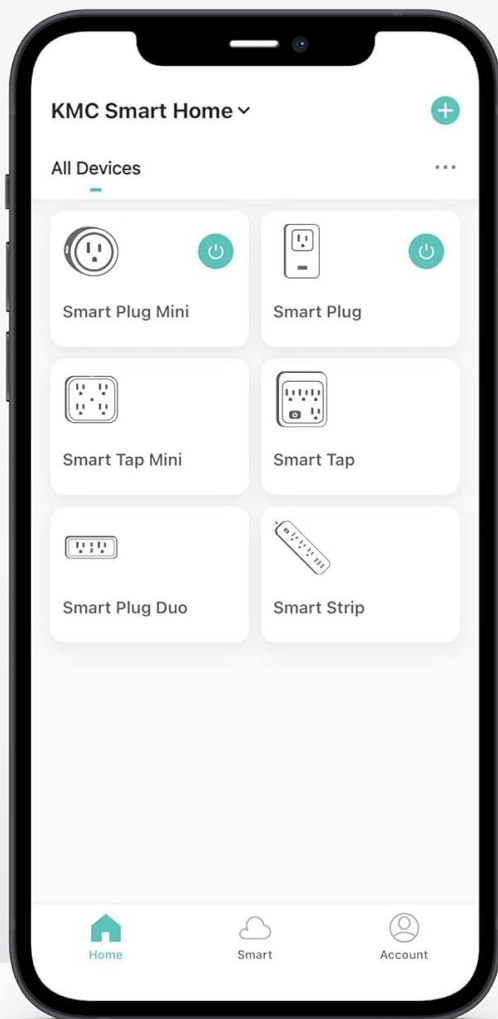 KMC Smart Home
All Devices
Smart Plug Mini
Smart Plug
Smart Tap Mini
Smart Tap
Smart Plug Duo
Smart Strip
Home
Smart
Account